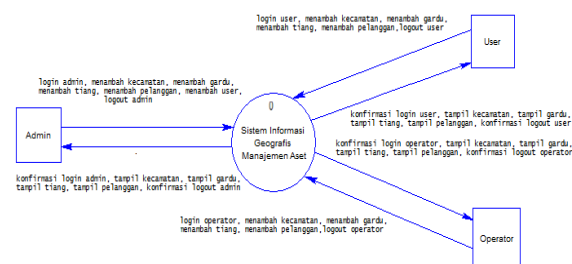 login user, menambah kecamatan, menambah gardu,
menambah tiang, menambah pelanggan,logout user
User
login admin, menambah kecamatan, menambah gardu,
menambah tiang, menambah pelanggan, menambah user,
logout admin
0
Sistem Informasi
Geografis
Manajemen Aset
Admin
konfirmasi login user, tampil kecamatan, tampil gardu,
tampil tiang, tampil pelanggan, konfirmasi logout user
konfirmasi login operator, tampil kecamatan, tampil gardu,
tampil tiang, tampil pelanggan, konfirmasi logout operator
konfirmasi login admin, tampil kecamatan, tampil gardu,
tampil tiang, tampil pelanggan, konfirmasi logout admin
login operator, menambah kecamatan, menambah gardu,
menambah tiang, menambah pelanggan,logout operator
Operator